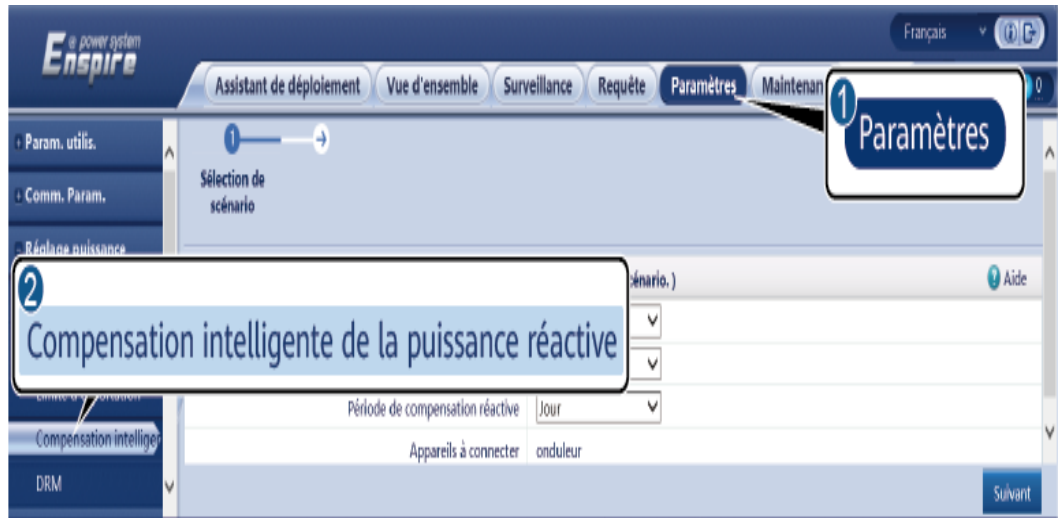 e power system
Enspire
Français
Assistant de déploiement
Vue d'ensemble
Surveillance
Requête
Paramètres
Maintenan
0
1
Paramètres
Param. utilis.
Comm. Param.
Réglage puissance
1
Sélection de
scénario
2
Compensation intelligente de la puissance réactive
Aide
Période de compensation réactive
Jour
Compensation intellige
Appareils à connecter
onduleur
DRM
Suivant